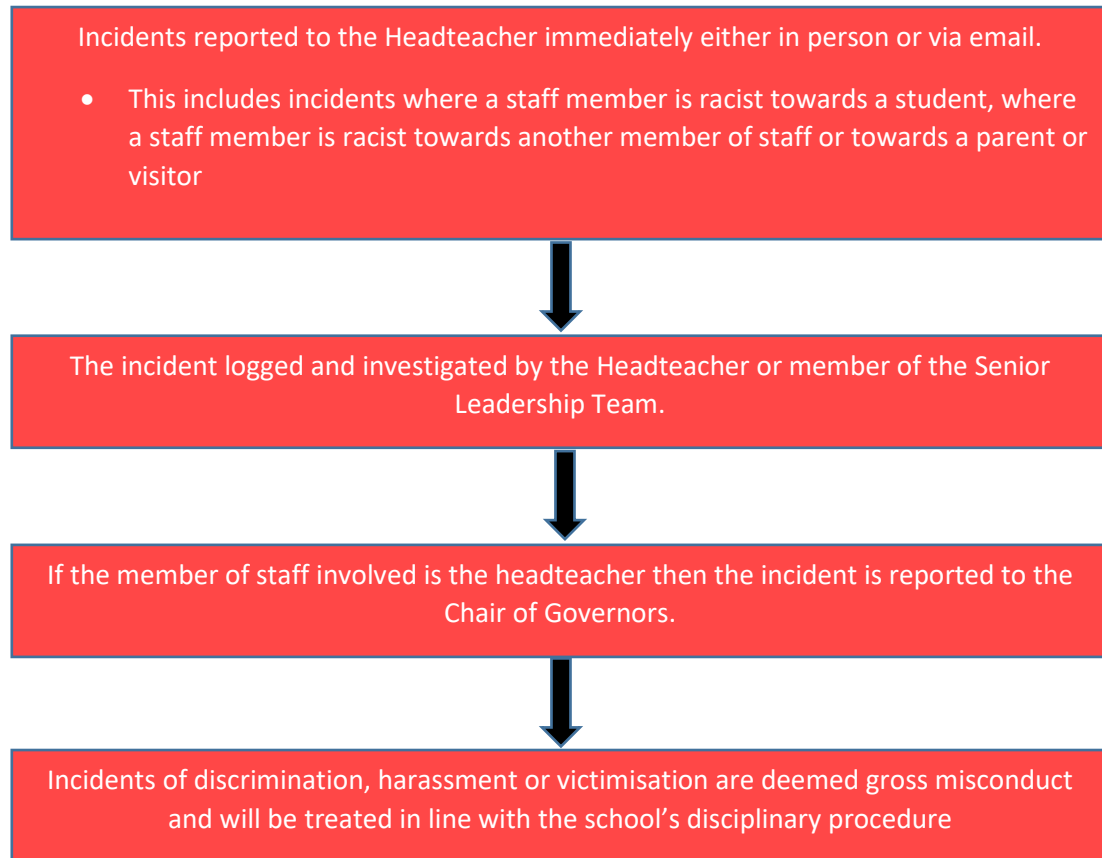 Incidents reported to the Headteacher immediately either in person or via email.
• This includes incidents where a staff member is racist towards a student, where
a staff member is racist towards another member of staff or towards a parent or
visitor
The incident logged and investigated by the Headteacher or member of the Senior
Leadership Team.
If the member of staff involved is the headteacher then the incident is reported to the
Chair of Governors.
Incidents of discrimination, harassment or victimisation are deemed gross misconduct
and will be treated in line with the school’s disciplinary procedure